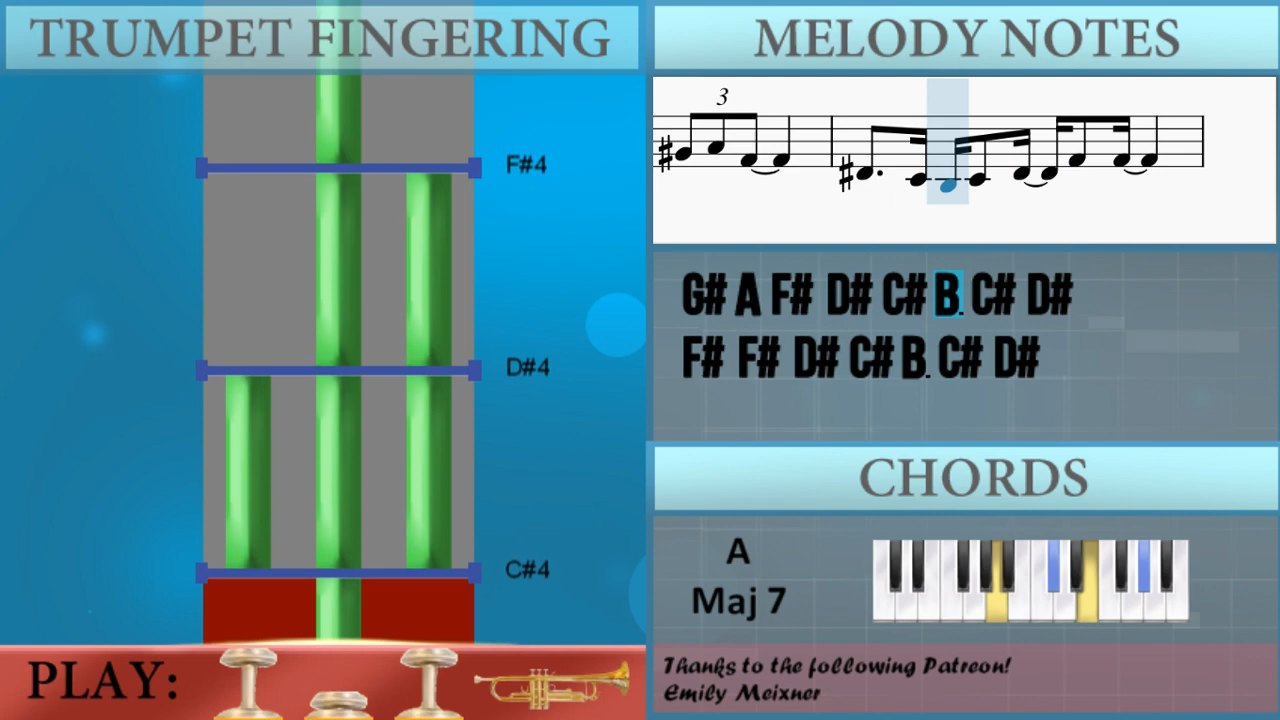 TRUMPET FINGERING
F#4
D#4
C#4
PLAY:
MELODY NOTES
3
G# A F# D# C# B. C# D#
F# F# D# C# B. C# D#
CHORDS
A
Maj 7
Thanks to the following Patreon!
Emily Meixner